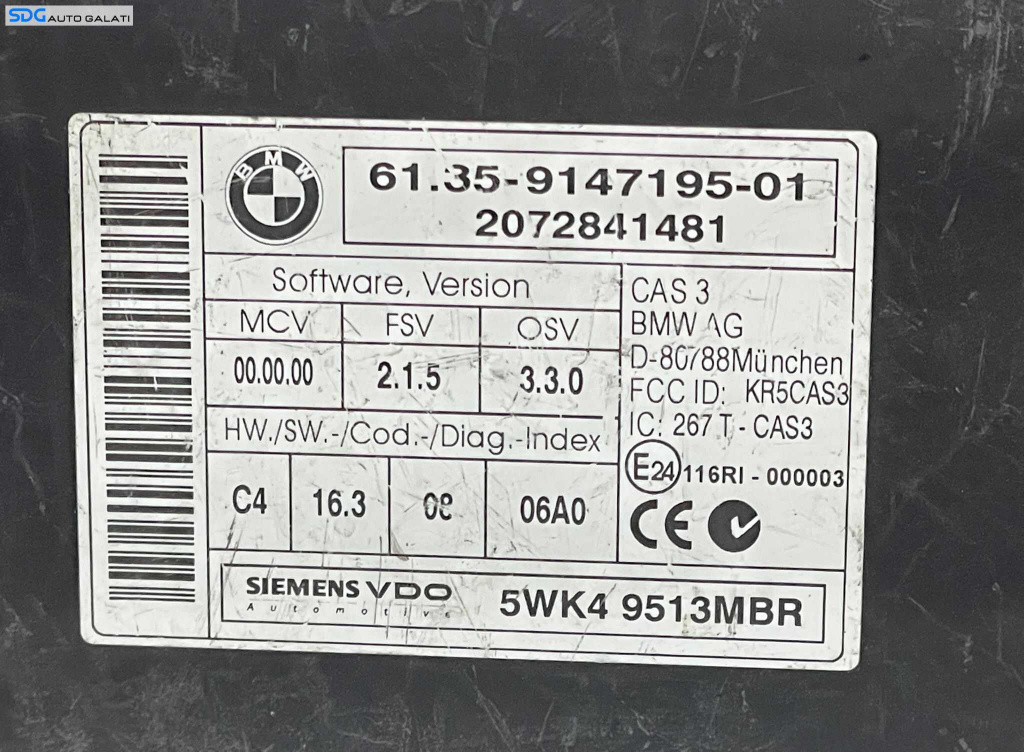 SDG AUTO GALATI
BMW
61.35-9147195-01
2072841481
Software, Version
MCV FSV OSV
00.00.00 2.1.5 3.3.0
HW./SW.-/Cod.-/Diag.-Index
C4 16.3 08 06A0
CAS 3
BMW AG
D-80788München
FCC ID: KR5CAS3
IC: 267 T - CAS3
E24 116RI - 000003
CE
SIEMENS VDO
Automotive
5WK4 9513MBR